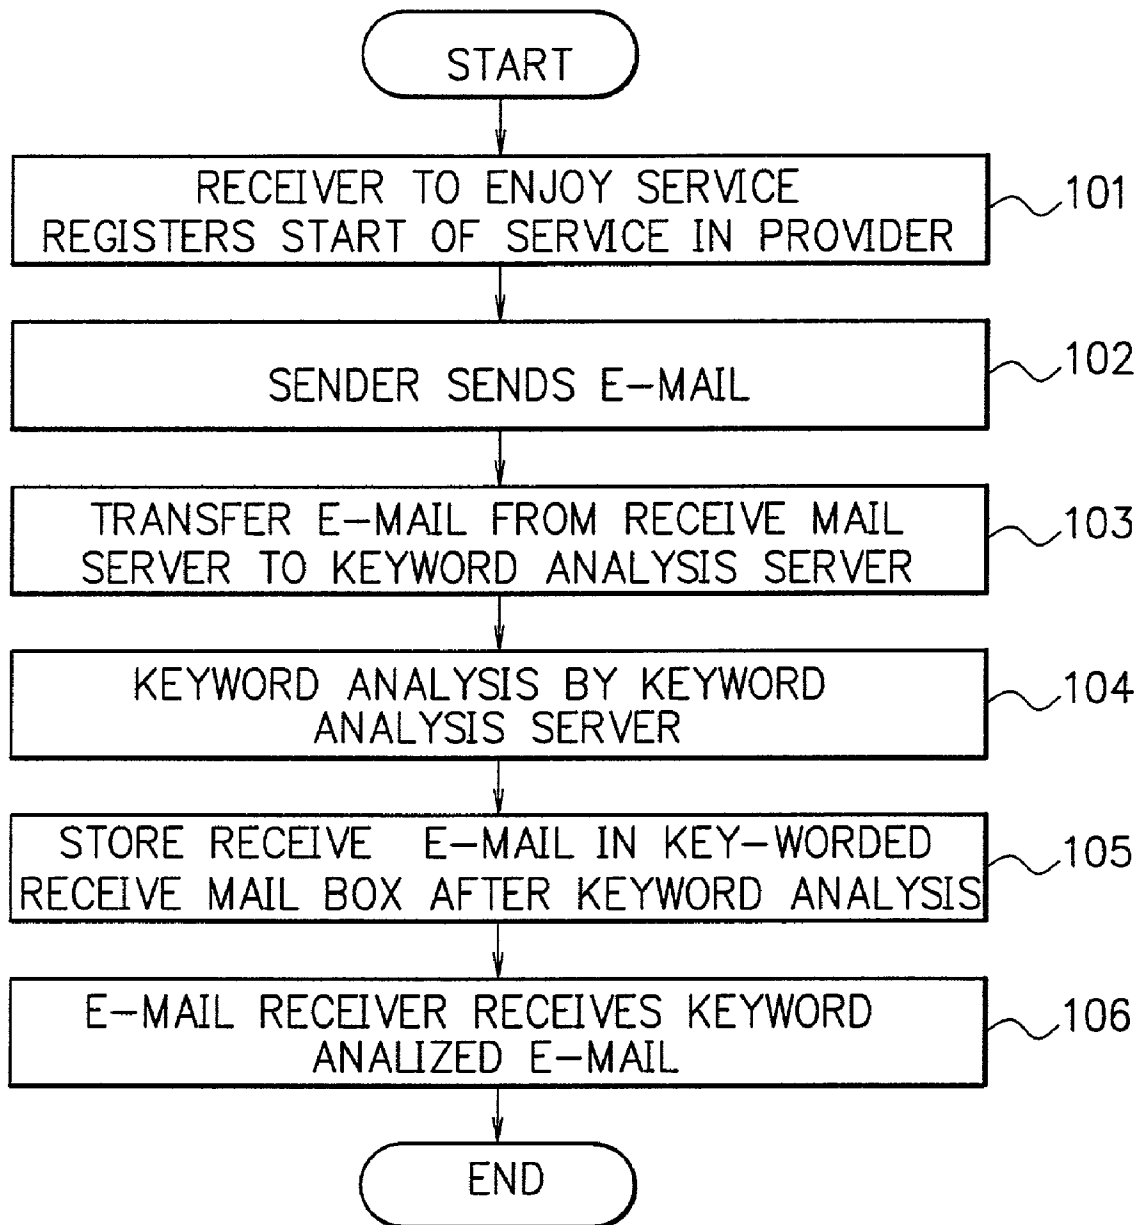 START
RECEIVER TO ENJOY SERVICE
REGISTERS START OF SERVICE IN PROVIDER
101
SENDER SENDS E-MAIL
102
TRANSFER E-MAIL FROM RECEIVE MAIL
SERVER TO KEYWORD ANALYSIS SERVER
103
KEYWORD ANALYSIS BY KEYWORD
ANALYSIS SERVER
104
STORE RECEIVE E-MAIL IN KEY-WORDED
RECEIVE MAIL BOX AFTER KEYWORD ANALYSIS
105
E-MAIL RECEIVER RECEIVES KEYWORD
ANALIZED E-MAIL
106
END